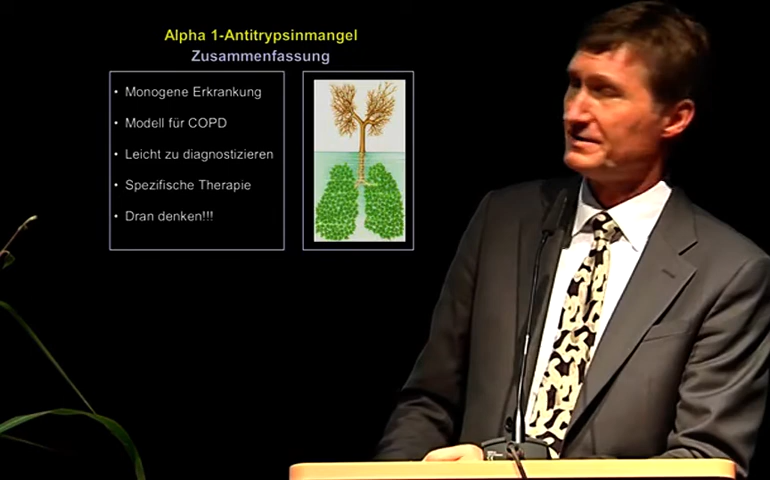 Alpha 1-Antitrypsinmangel
Zusammenfassung
• Monogene Erkrankung
• Modell für COPD
• Leicht zu diagnostizieren
• Spezifische Therapie
• Dran denken!!!